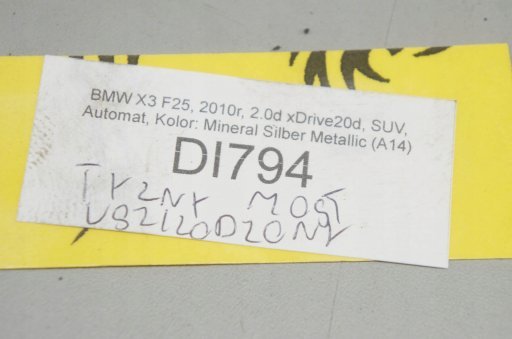 BMW X3 F25, 2010r, 2.0d xDrive20d, SUV,
Automat, Kolor: Mineral Silber Metallic (A14)
DI794
TYLNY MOST
USZKODZONY